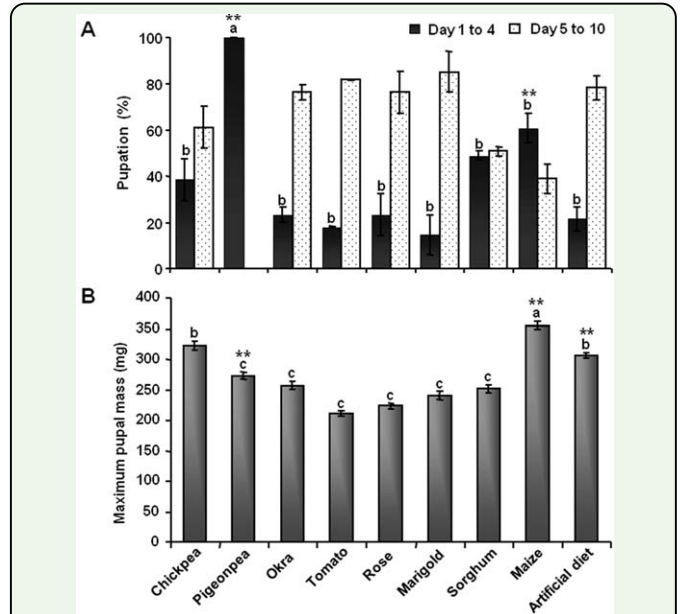 A
■ Day 1 to 4 Day 5 to 10
Pupation (%)
100
80
60
40
20
0
b
**
a
b
b
b
b
b
**
b
b
B
Maximum pupal mass (mg)
400
350
300
250
200
150
100
50
0
b
**
c
c
c
c
c
c
**
a
**
b
Chickpea
Pigeonpea
Okra
Tomato
Rose
Marigold
Sorghum
Maize
Artificial diet